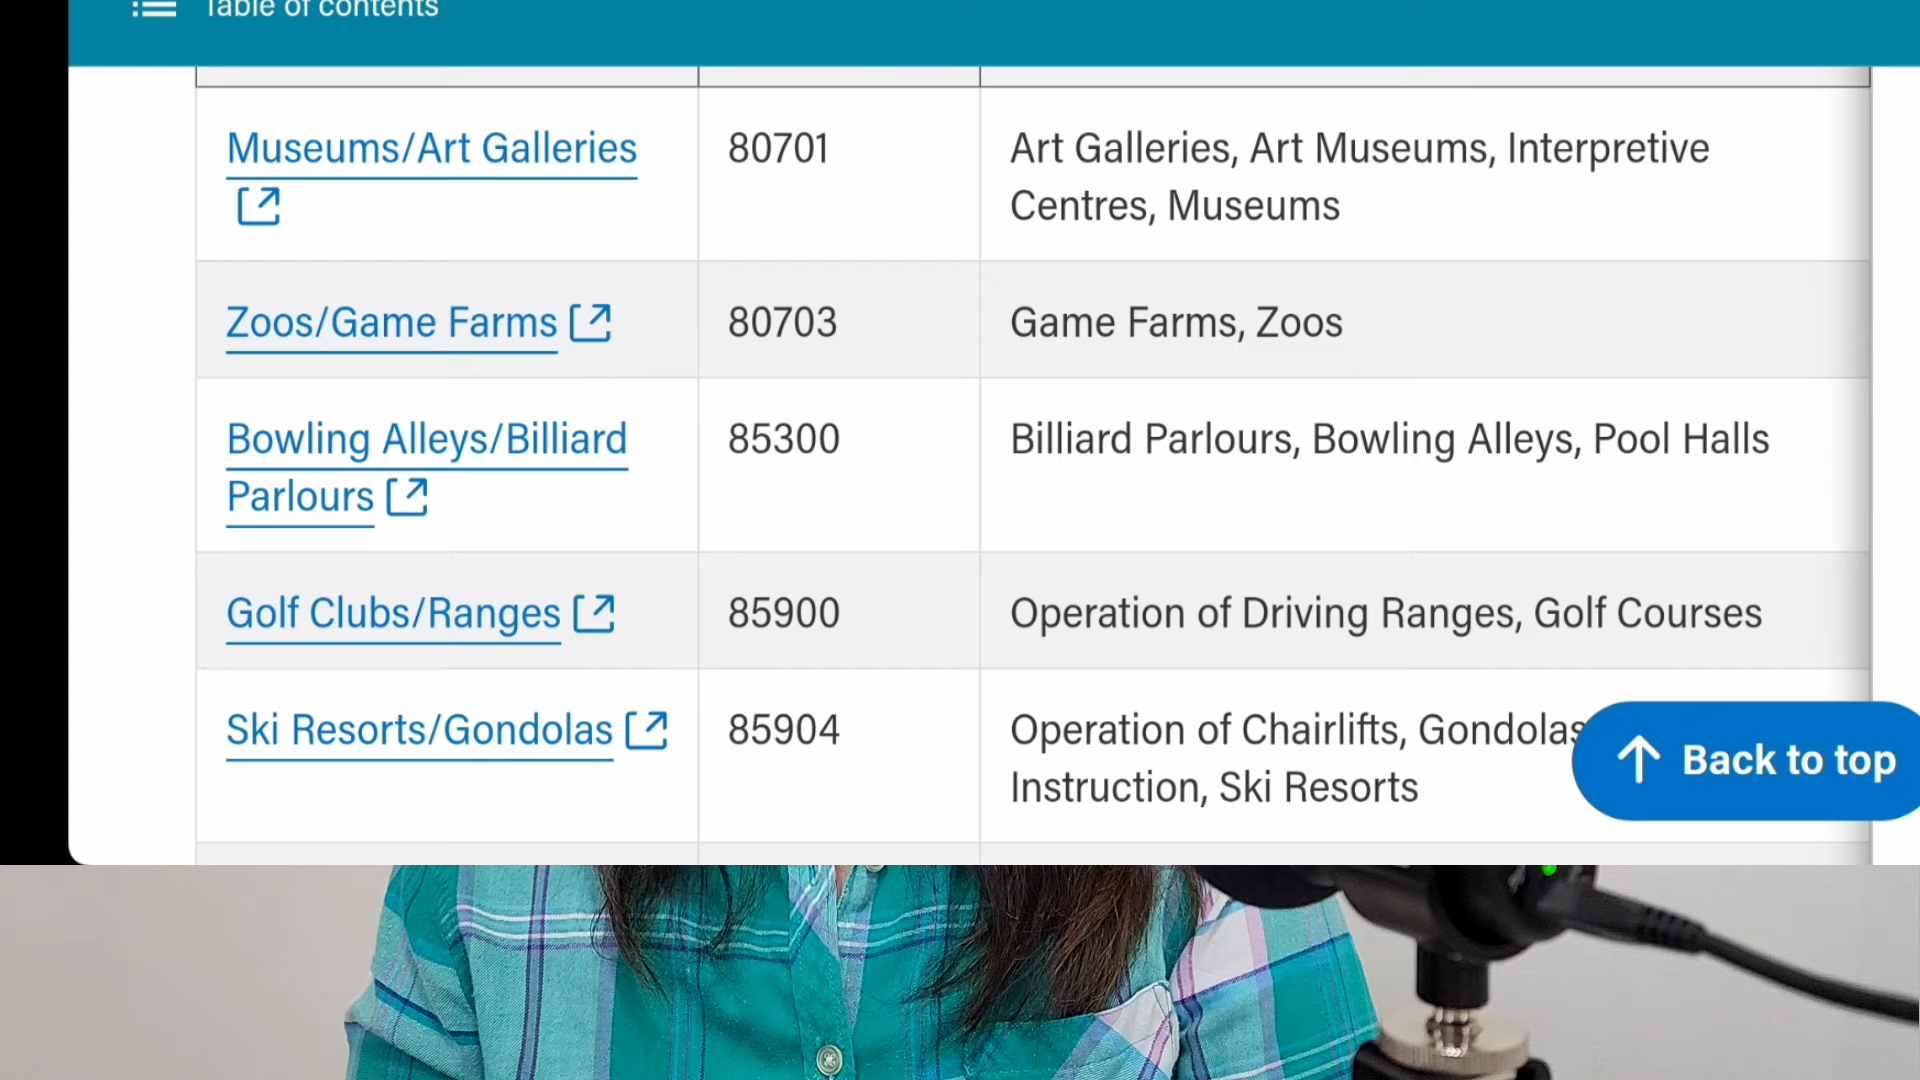 Table of contents
Museums/Art Galleries 80701 Art Galleries, Art Museums, Interpretive
Centres, Museums
Zoos/Game Farms 80703 Game Farms, Zoos
Bowling Alleys/Billiard 85300 Billiard Parlours, Bowling Alleys, Pool Halls
Parlours
Golf Clubs/Ranges 85900 Operation of Driving Ranges, Golf Courses
Ski Resorts/Gondolas 85904 Operation of Chairlifts, Gondolas
Instruction, Ski Resorts
Back to top